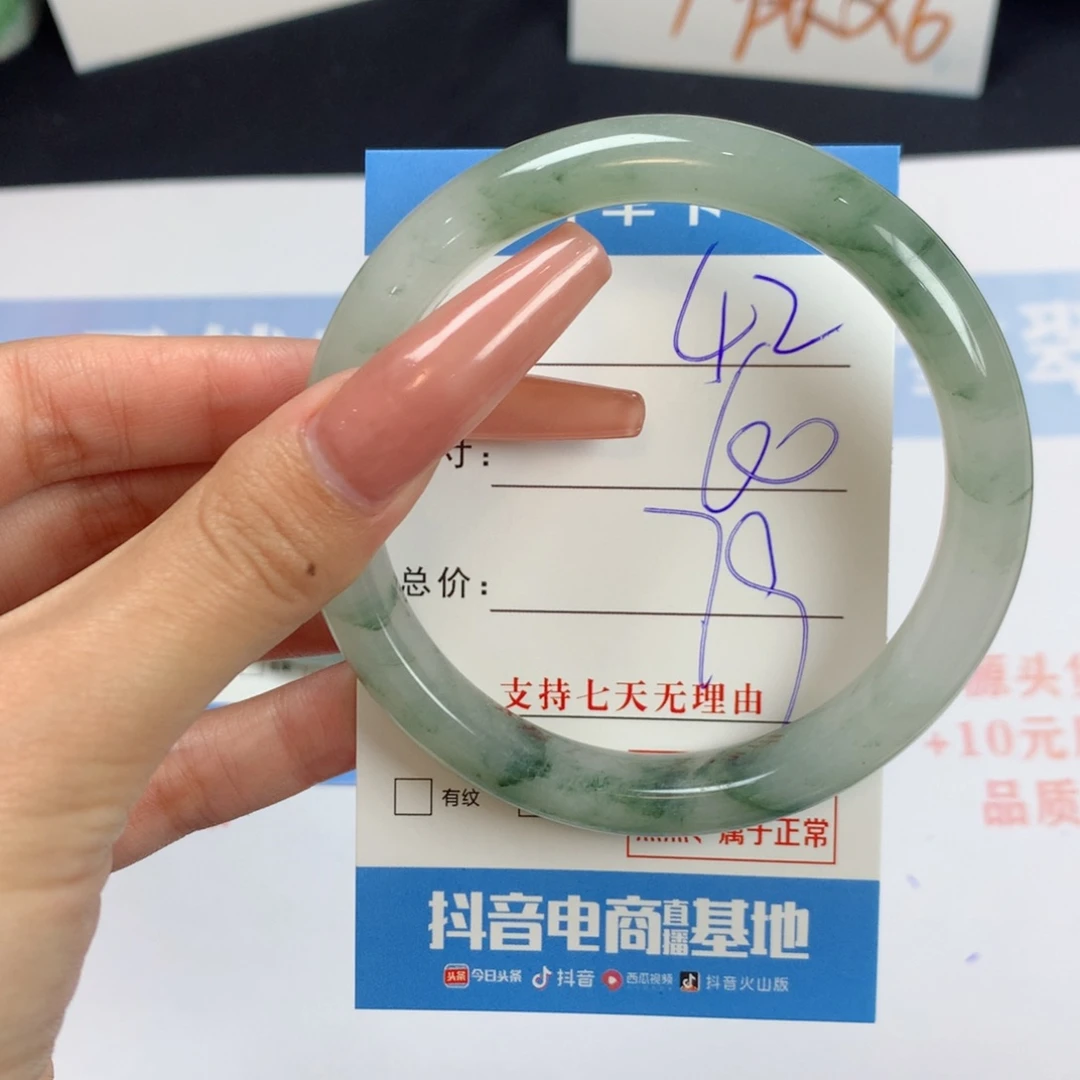 42
寸：
60
总价：
79
支持七天无理由
有纹
属于正常
抖音电商直播基地
今日头条 抖音 西瓜视频 抖音火山版
源头
+10元
品质